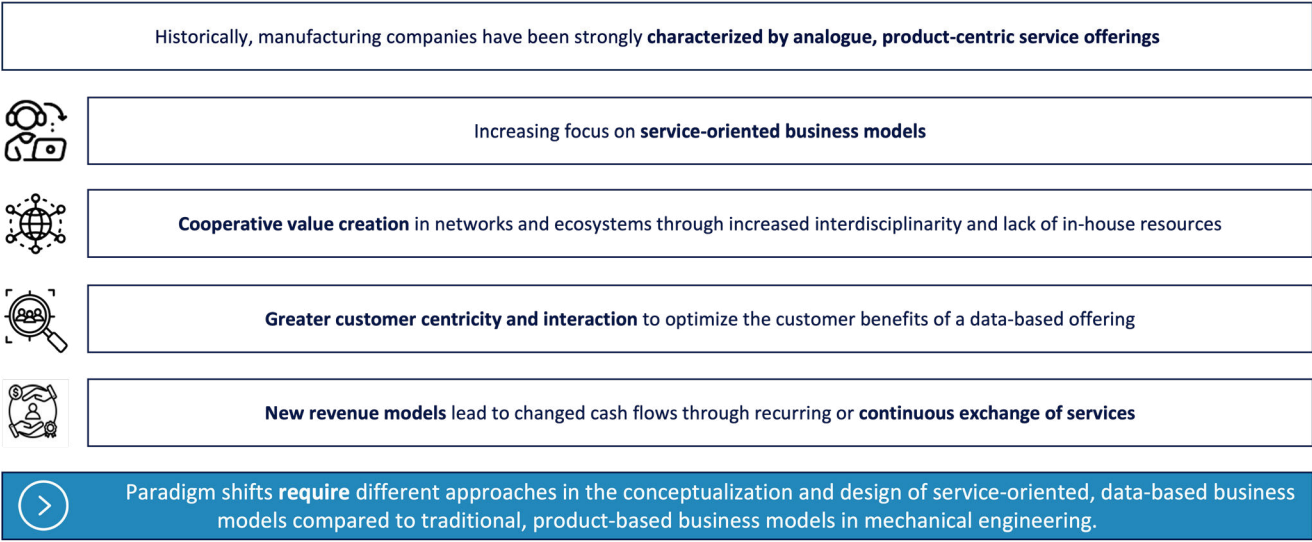 Historically, manufacturing companies have been strongly characterized by analogue, product-centric service offerings
Increasing focus on service-oriented business models
Cooperative value creation in networks and ecosystems through increased interdisciplinarity and lack of in-house resources
Greater customer centricity and interaction to optimize the customer benefits of a data-based offering
New revenue models lead to changed cash flows through recurring or continuous exchange of services
Paradigm shifts require different approaches in the conceptualization and design of service-oriented, data-based business
models compared to traditional, product-based business models in mechanical engineering.